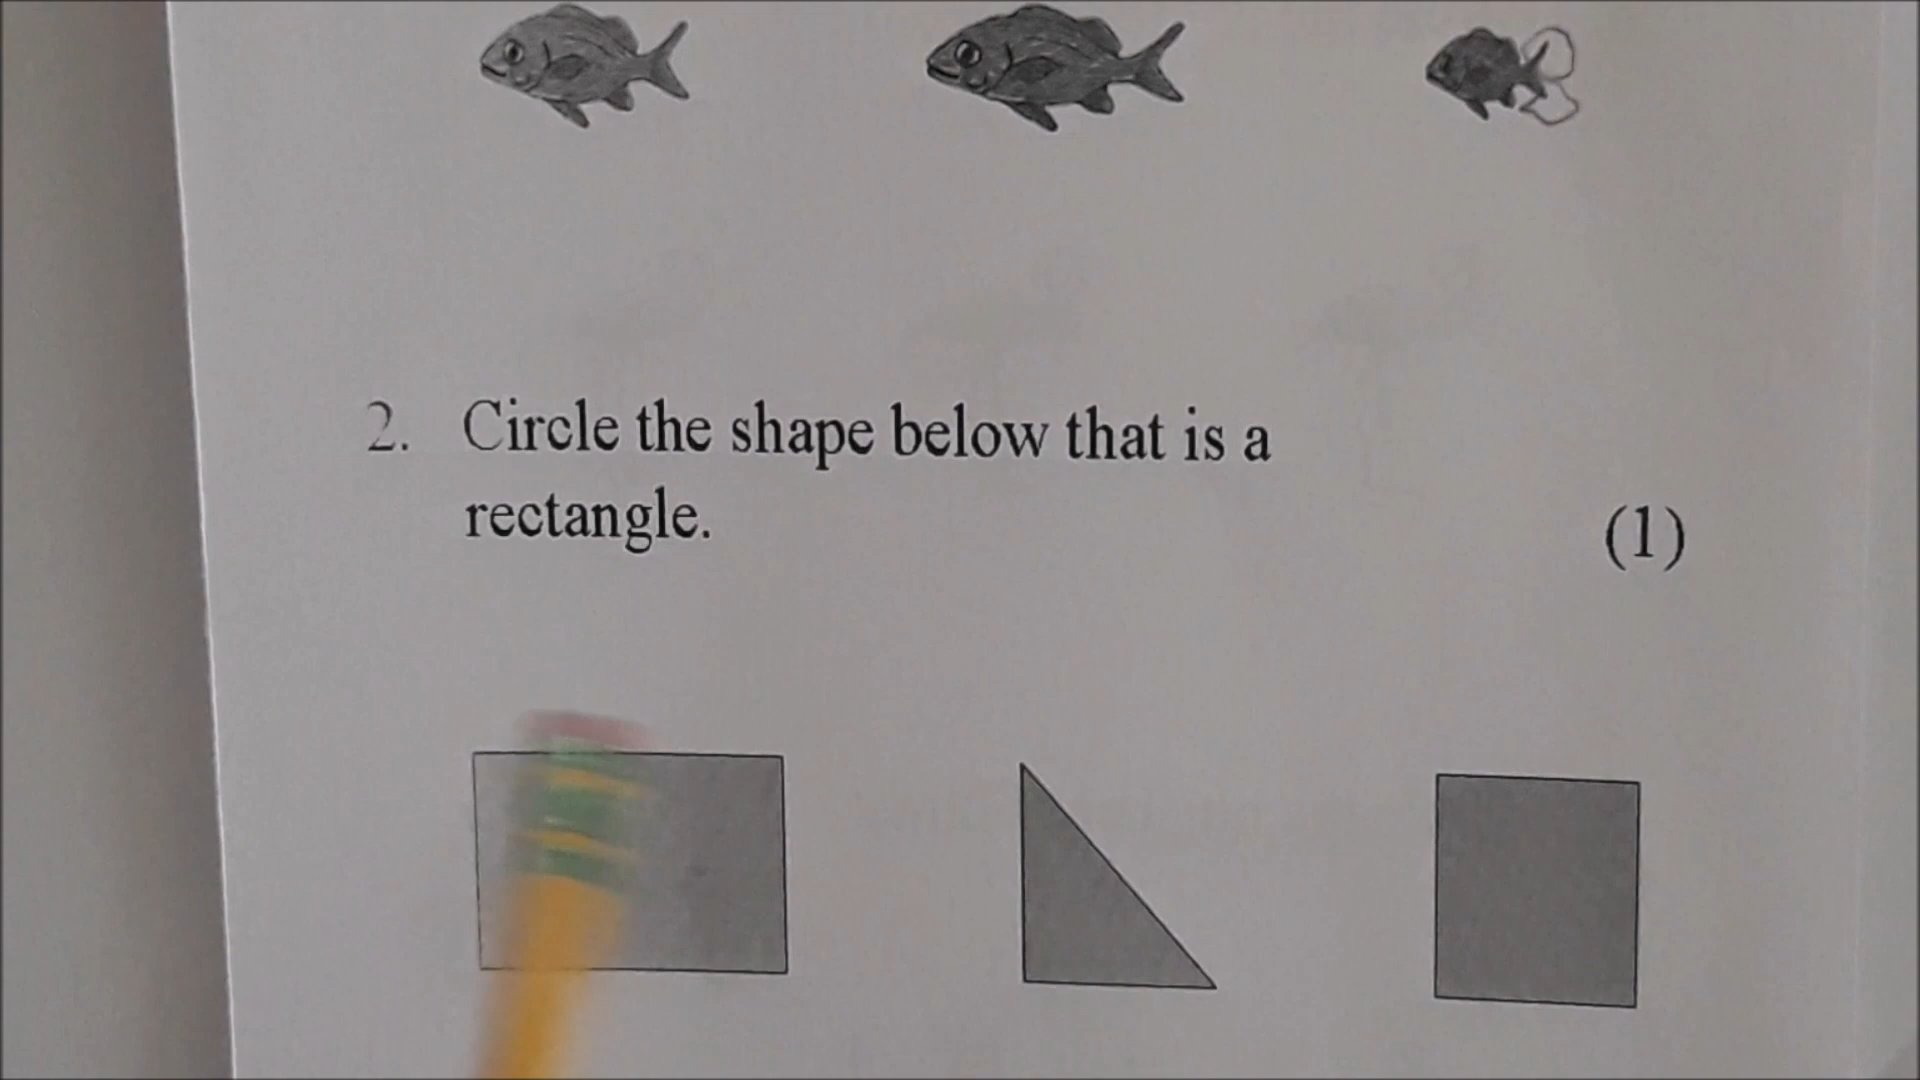 2. Circle the shape below that is a
rectangle.
(1)